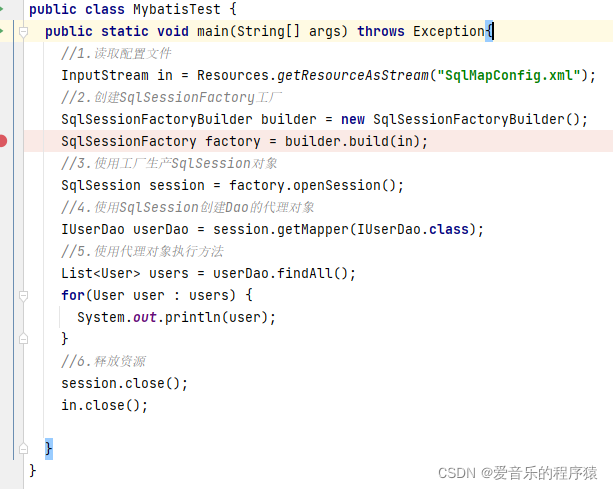 public class MybatisTest {
public static void main(String[] args) throws Exception{
//1.读取配置文件
InputStream in = Resources.getResourceAsStream("SqlMapConfig.xml");
//2.创建SqlSessionFactory工厂
SqlSessionFactoryBuilder builder = new SqlSessionFactoryBuilder();
SqlSessionFactory factory = builder.build(in);
//3.使用工厂生产SqlSession对象
SqlSession session = factory.openSession();
//4.使用SqlSession创建Dao的代理对象
IUserDao userDao = session.getMapper(IUserDao.class);
//5.使用代理对象执行方法
List<User> users = userDao.findAll();
for(User user : users) {
System.out.println(user);
}
//6.释放资源
session.close();
in.close();
}
}
CSDN @爱音乐的程序猿